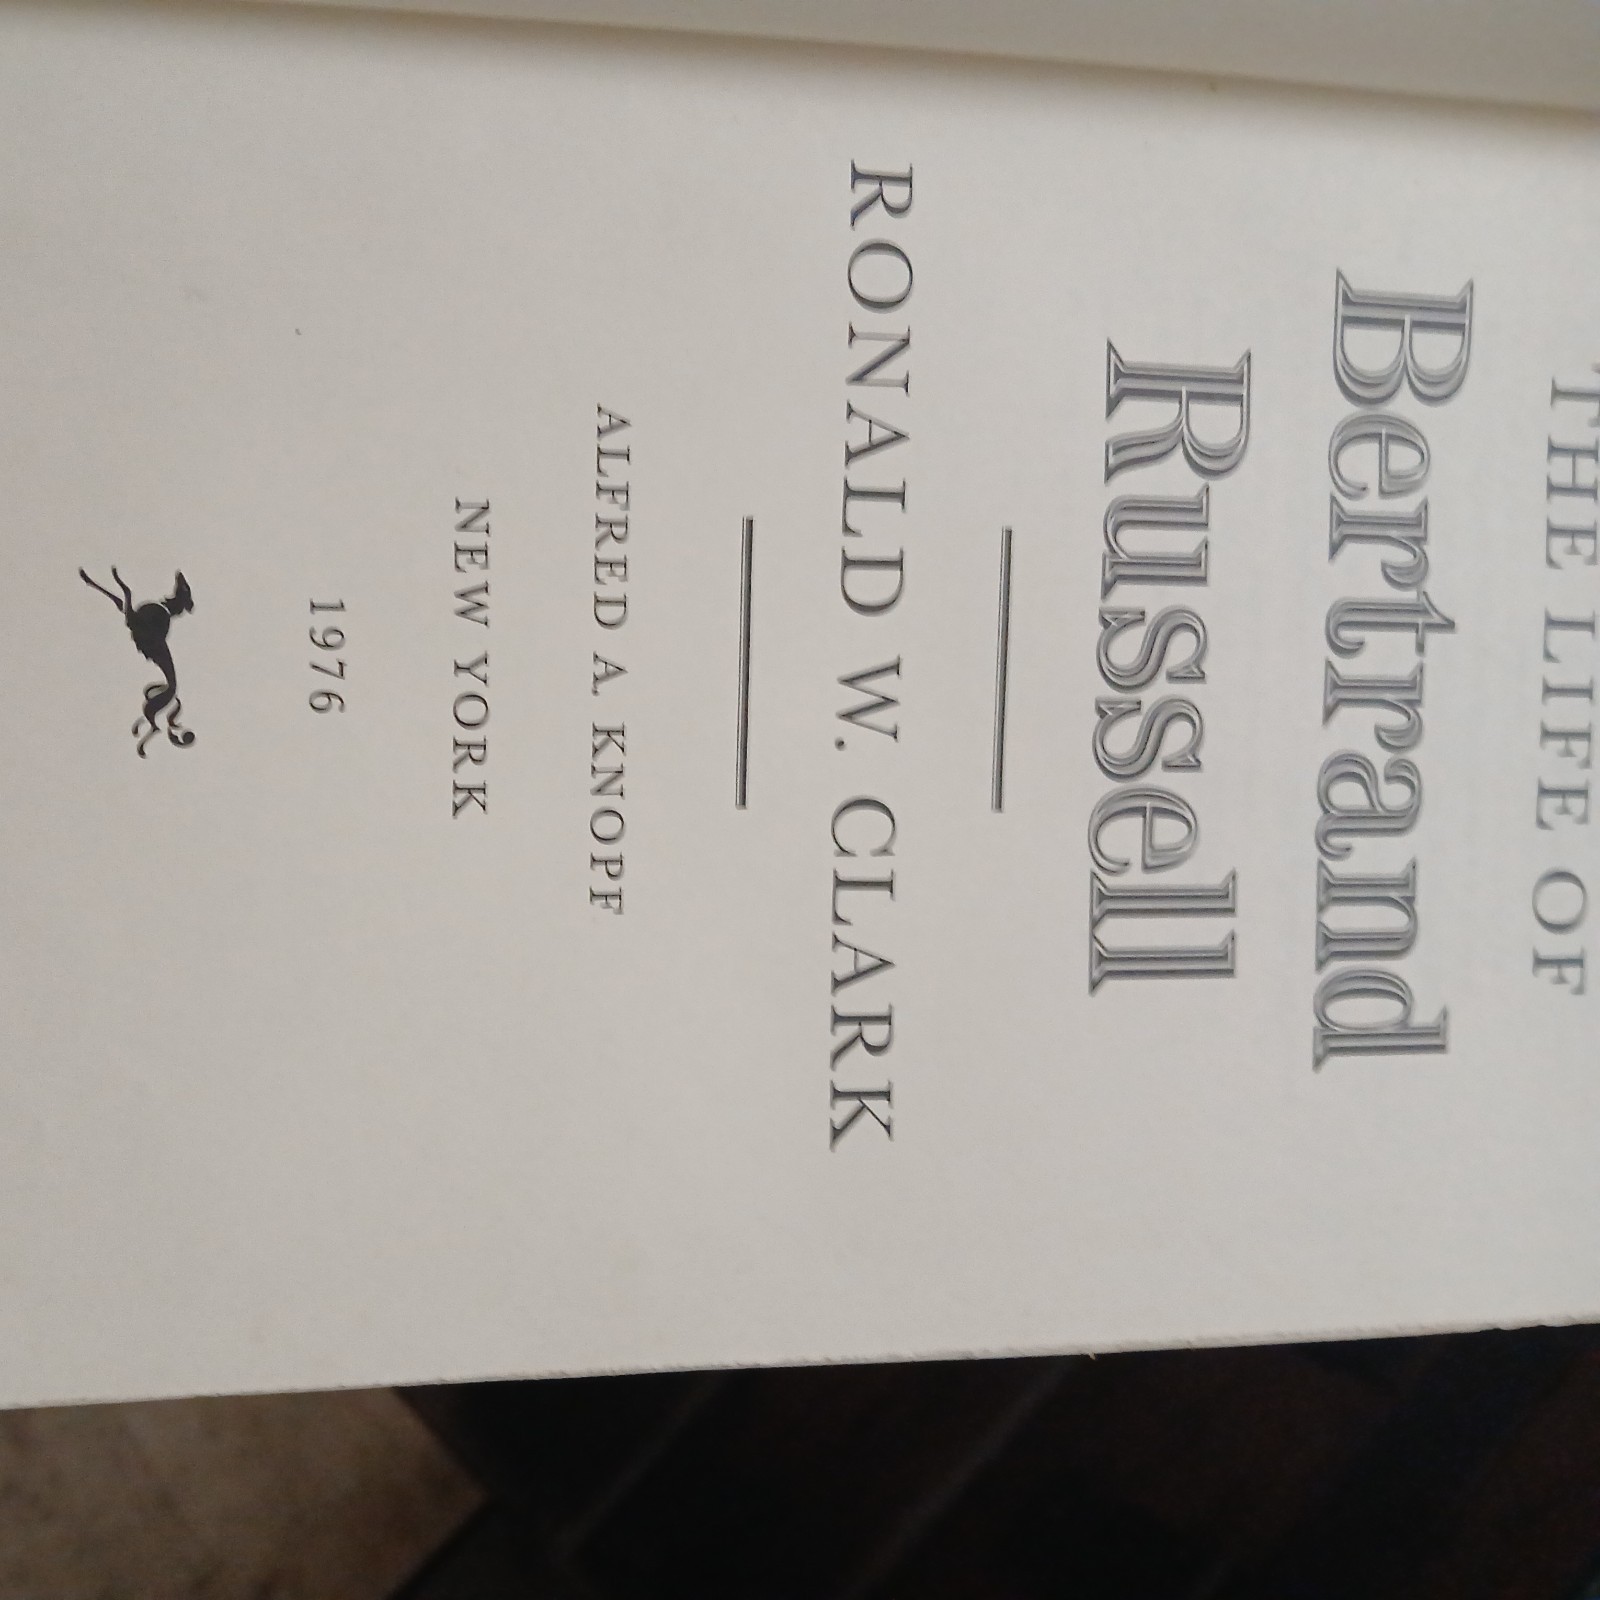 THE LIFE OF
Bertrand
Russell
RONALD W. CLARK
ALFRED A. KNOPF
NEW YORK
1976